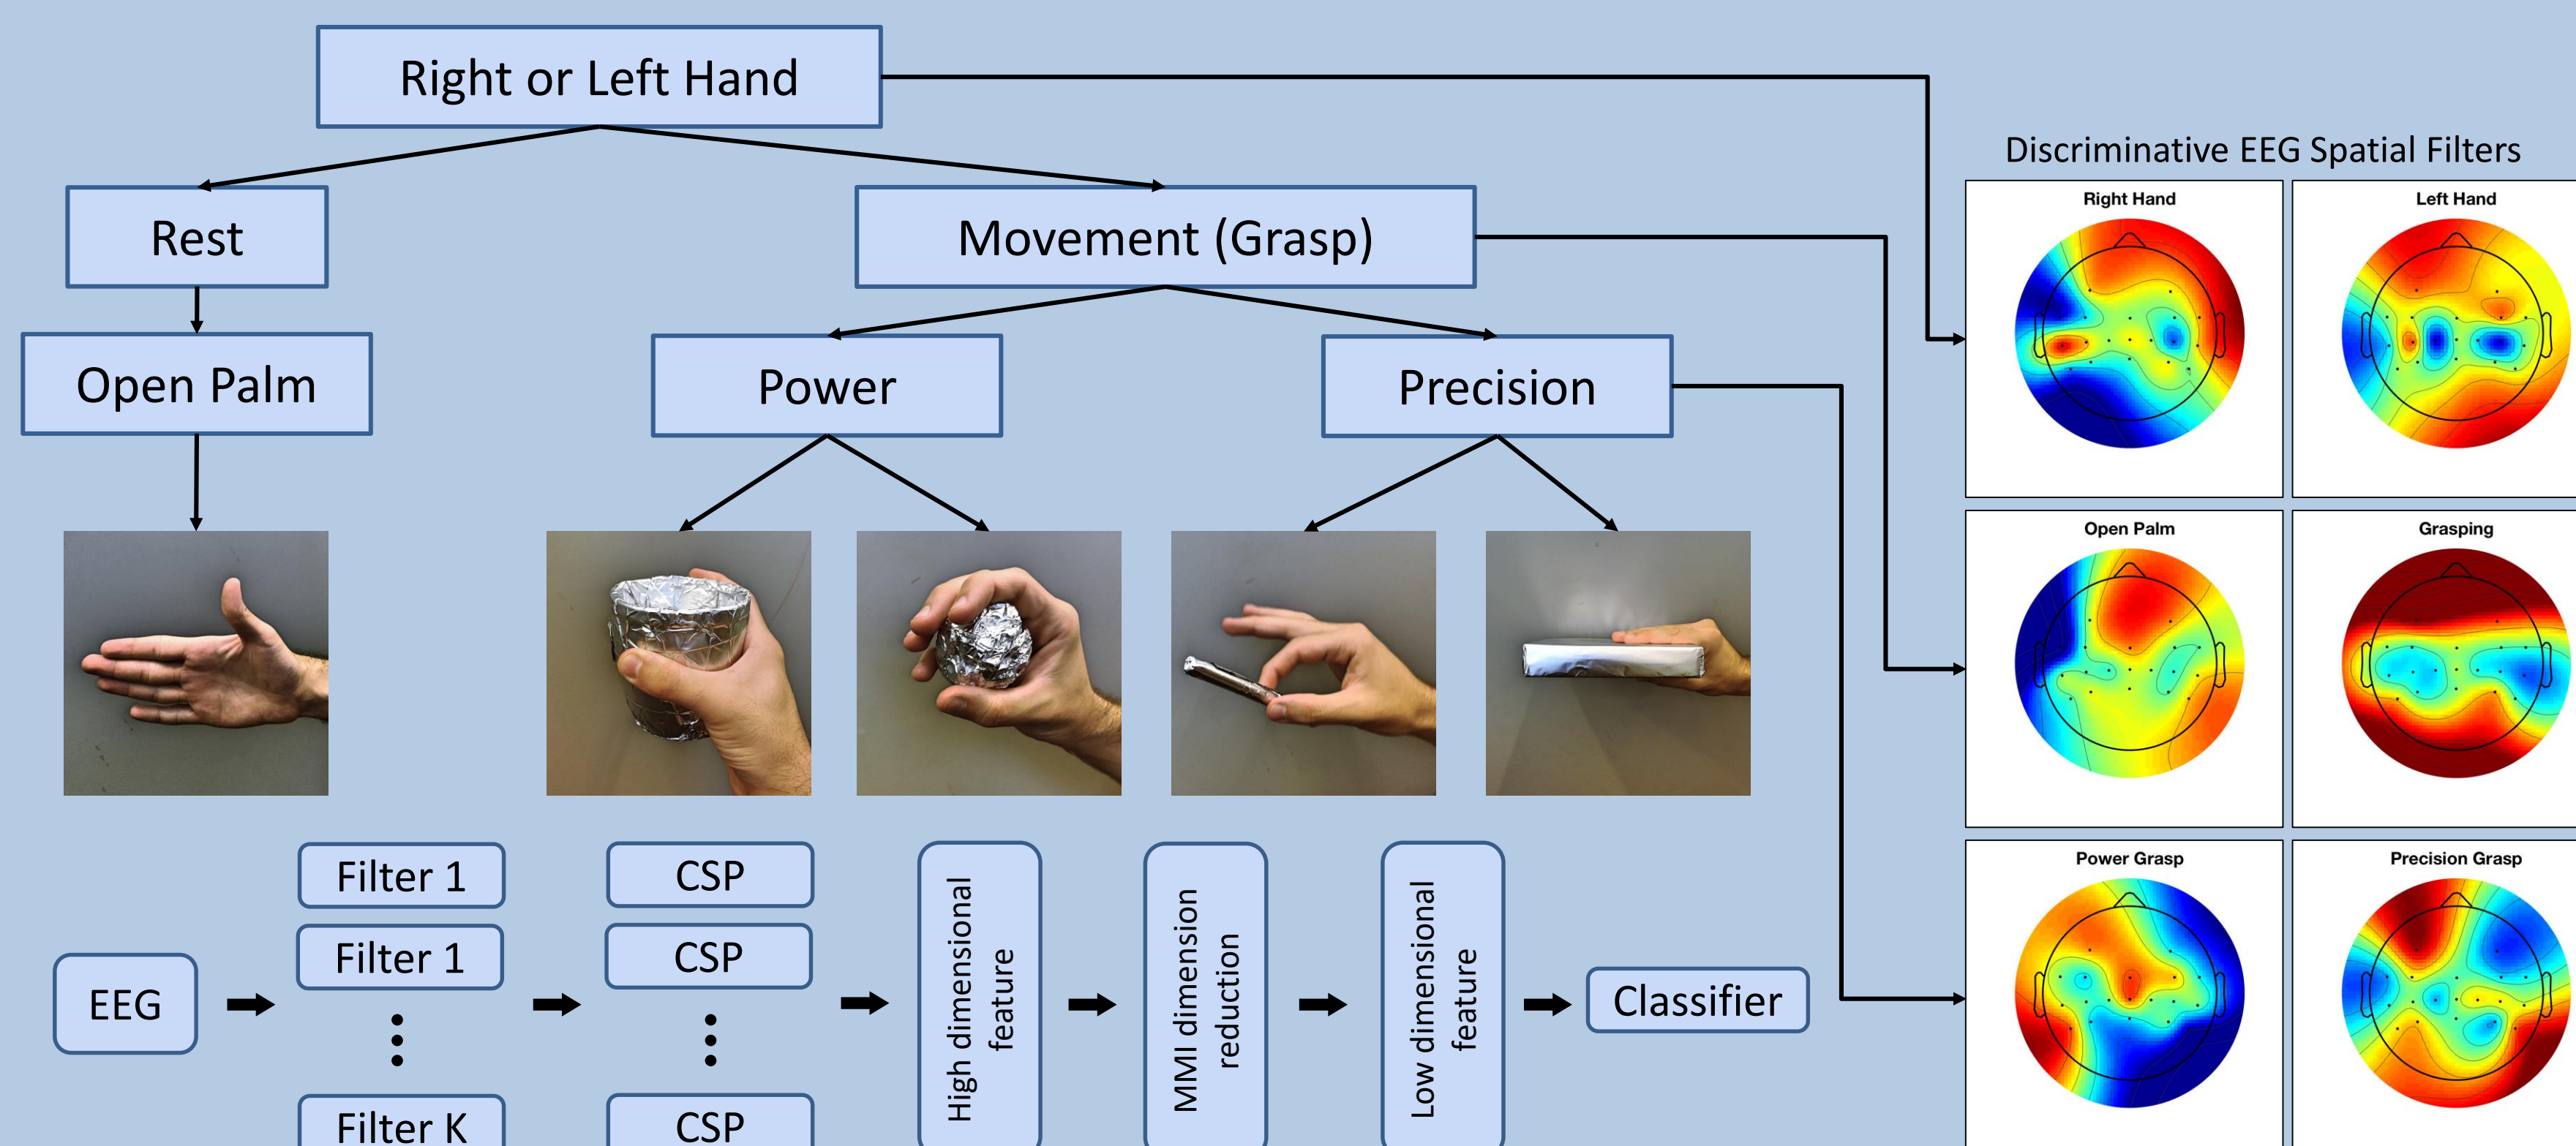 Right or Left Hand
Discriminative EEG Spatial Filters
Right Hand
Left Hand
Rest
Movement (Grasp)
Open Palm
Power
Precision
Open Palm
Grasping
Power Grasp
Precision Grasp
EEG
Filter 1
Filter 1
Filter K
CSP
CSP
CSP
High dimensional
feature
MMI dimension
reduction
Low dimensional
feature
Classifier